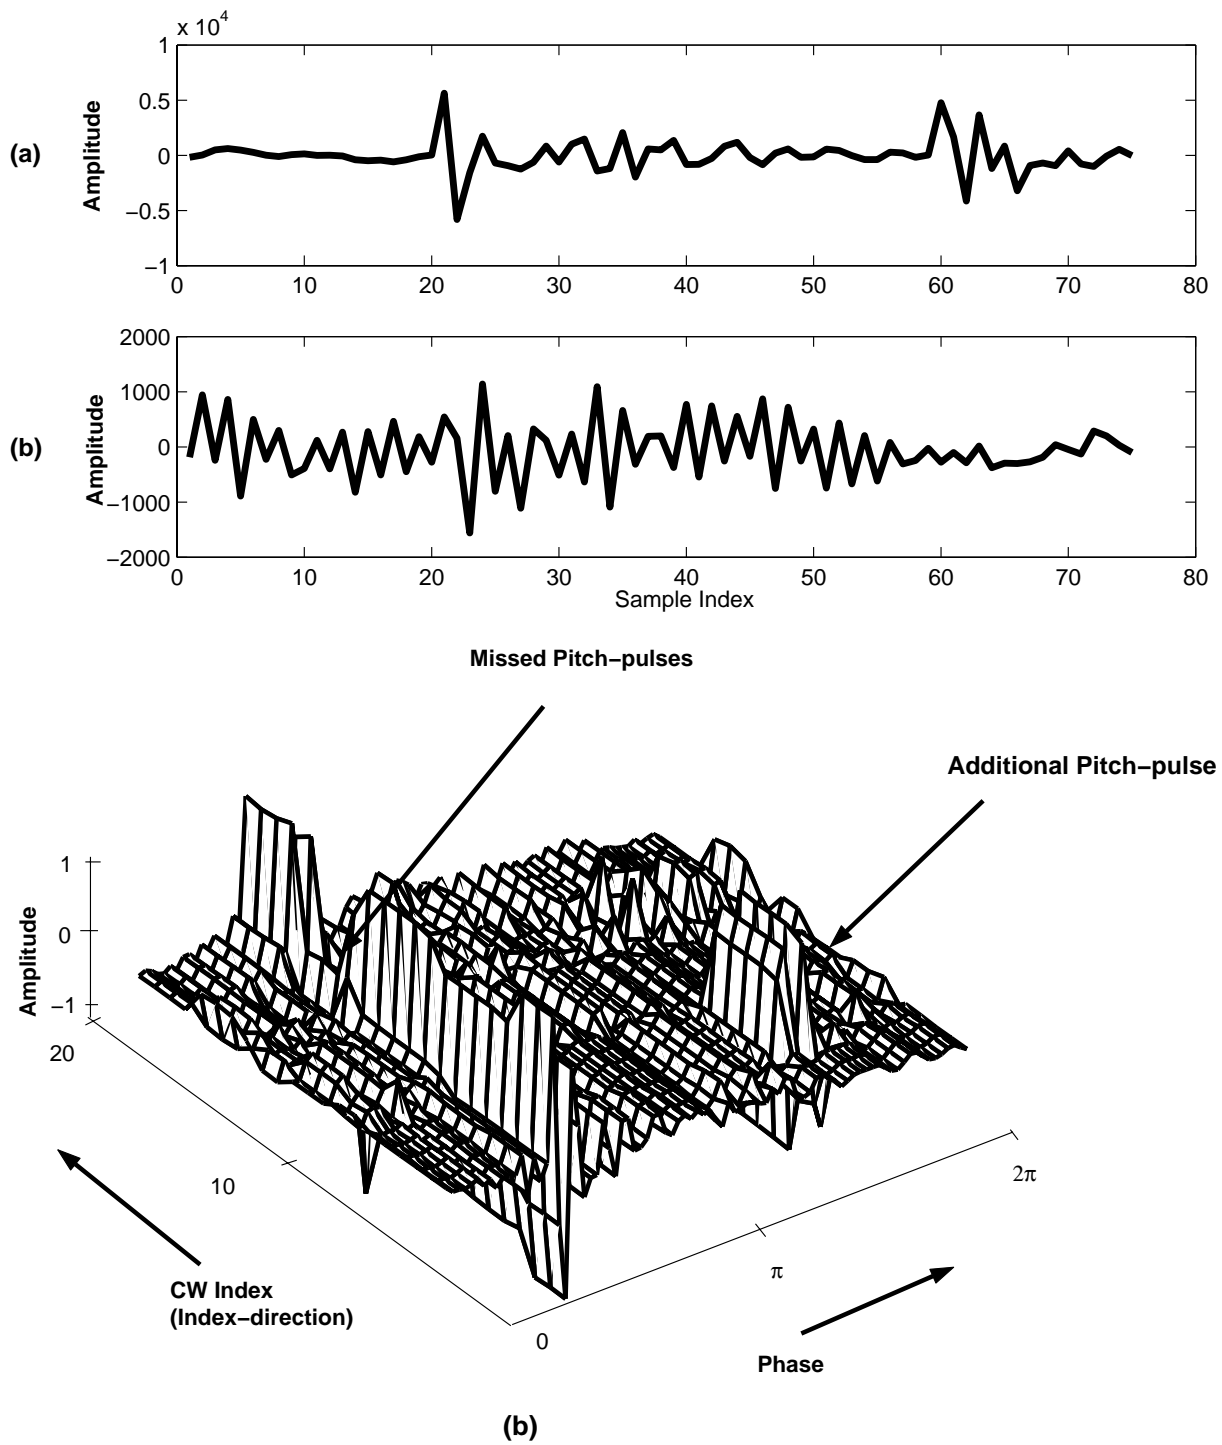 x 10^4
1
0.5
0
−0.5
−1
Amplitude
(a)
0 10 20 30 40 50 60 70 80
2000
1000
0
−1000
−2000
Amplitude
(b)
0 10 20 30 40 50 60 70 80
Sample Index
Missed Pitch−pulses
Additional Pitch−pulse
1
0
−1
Amplitude
20
10
0
π
2π
CW Index
(Index−direction)
Phase
(b)